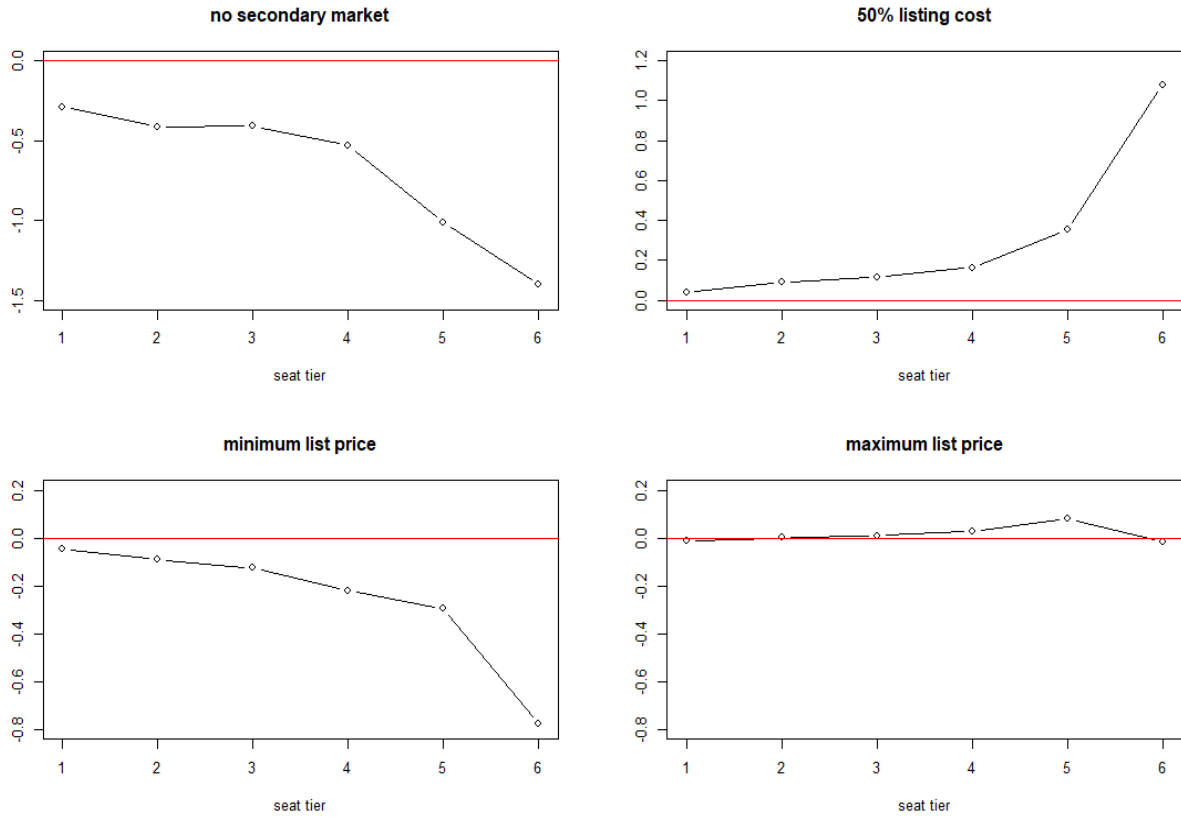 no secondary market
0.0
-0.5
-1.0
-1.5
1 2 3 4 5 6
seat tier
50% listing cost
1.2
1.0
0.8
0.6
0.4
0.2
0.0
1 2 3 4 5 6
seat tier
minimum list price
0.2
0.0
-0.2
-0.4
-0.6
-0.8
1 2 3 4 5 6
seat tier
maximum list price
0.2
0.0
-0.2
-0.4
-0.6
-0.8
1 2 3 4 5 6
seat tier